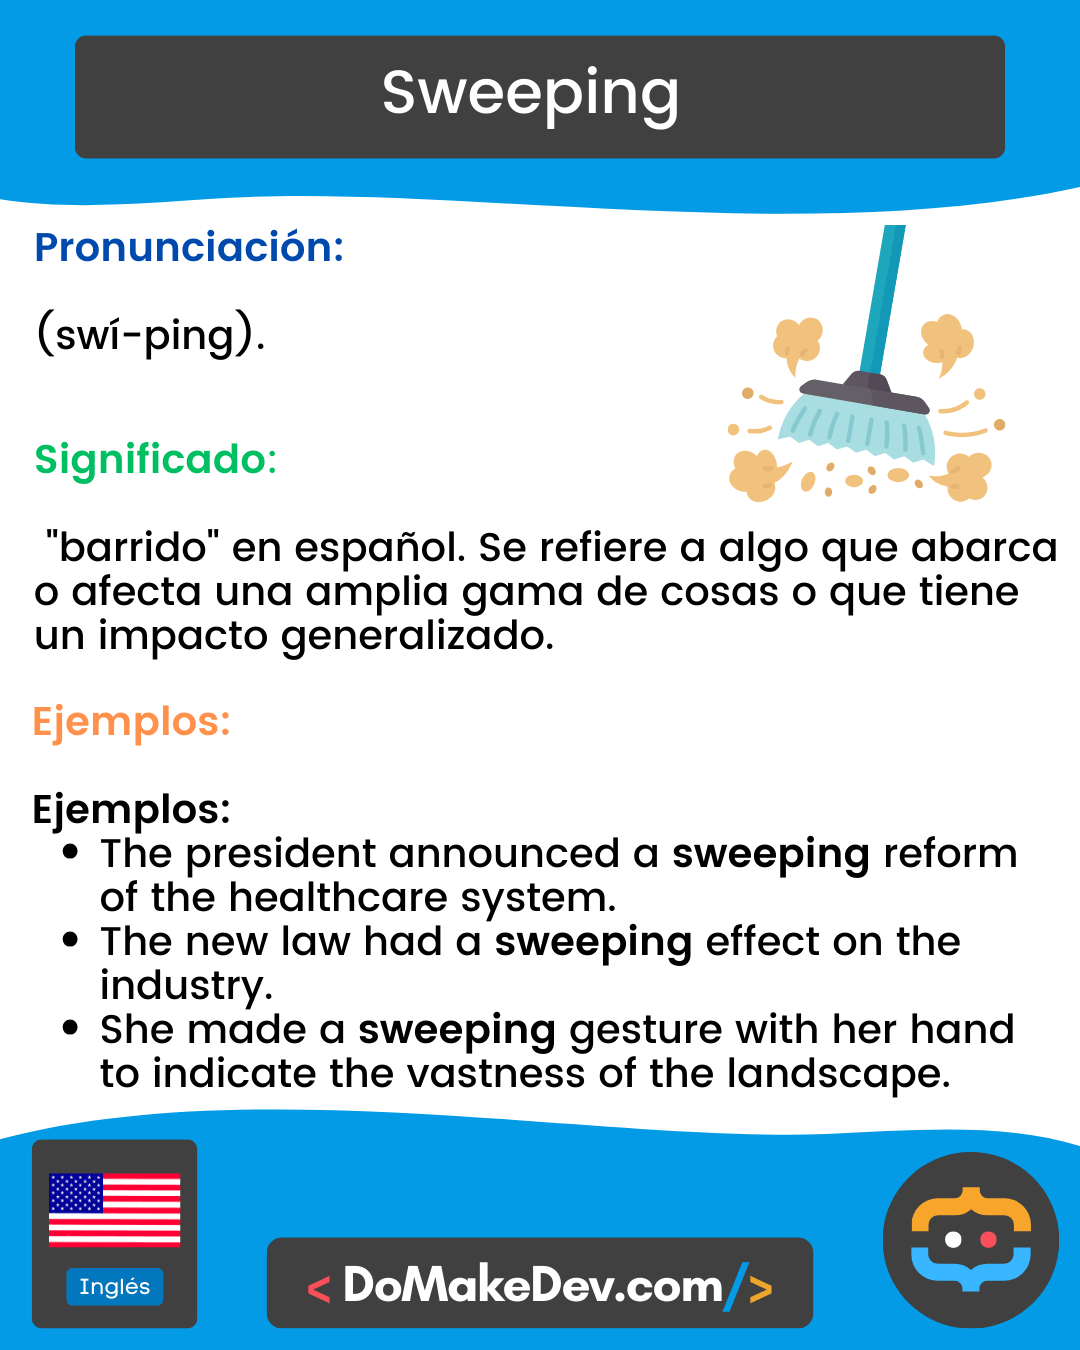 Sweeping
Pronunciación:
(swí-ping).
Significado:
"barrido" en español. Se refiere a algo que abarca
o afecta una amplia gama de cosas o que tiene
un impacto generalizado.
Ejemplos:
Ejemplos:
• The president announced a sweeping reform
of the healthcare system.
• The new law had a sweeping effect on the
industry.
• She made a sweeping gesture with her hand
to indicate the vastness of the landscape.
Inglés
< DoMakeDev.com/>